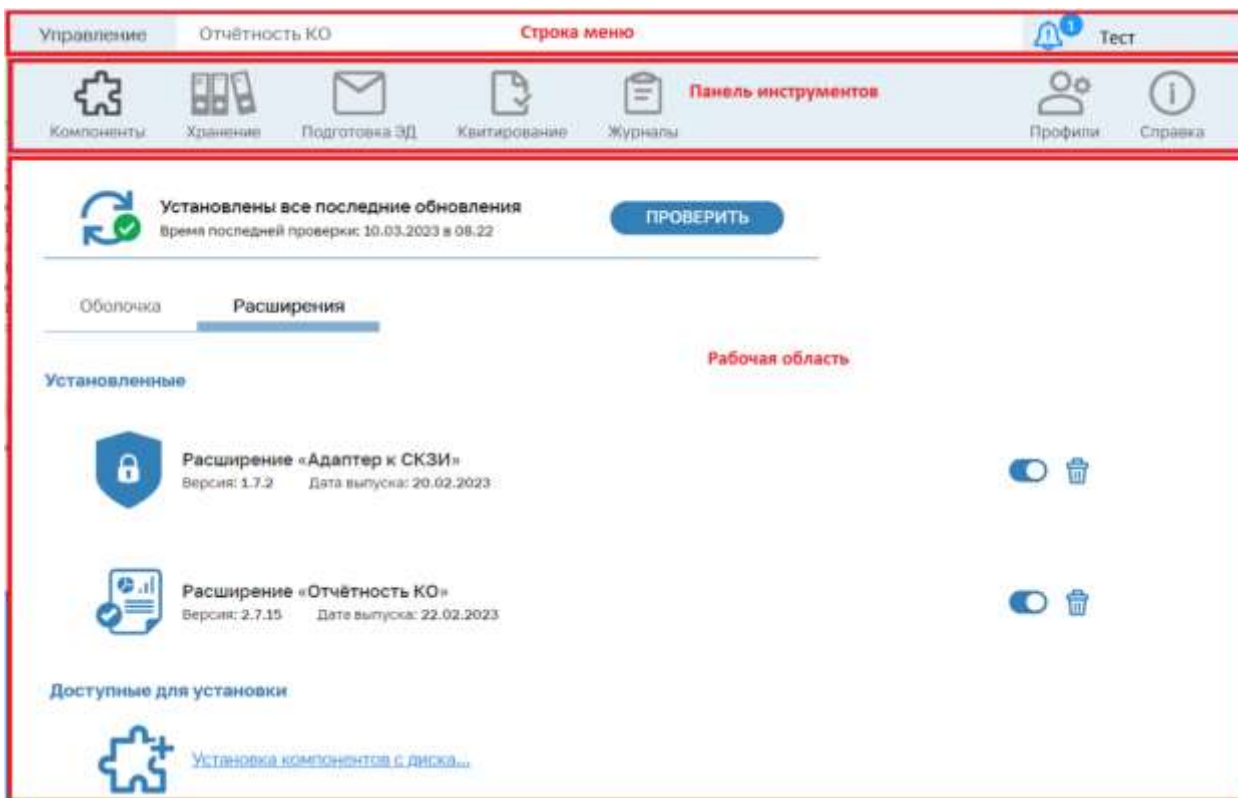 Управление Отчётность КО Строка меню 1 Тест
Панель инструментов
Компоненты Хранение Подготовка ЭД Квитирование Журналы Профили Справка
Установлены все последние обновления
Время последней проверки: 10.03.2023 в 08.22
ПРОВЕРИТЬ
Оболочка Расширения
Рабочая область
Установленные
Расширение «Адаптер к СКЗИ»
Версия: 1.7.2 Дата выпуска: 20.02.2023
Расширение «Отчётность КО»
Версия: 2.7.15 Дата выпуска: 22.02.2023
Доступные для установки
Установка компонентов с диска...